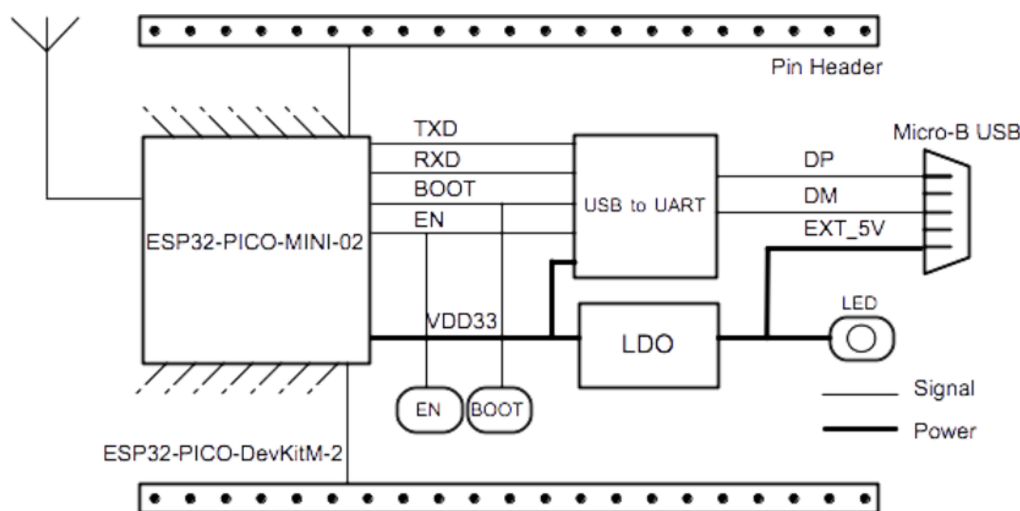 Pin Header
Micro-B USB
TXD
RXD
BOOT
EN
DP
DM
EXT_5V
USB to UART
ESP32-PICO-MINI-02
VDD33
LDO
LED
EN
BOOT
Signal
Power
ESP32-PICO-DevKitM-2